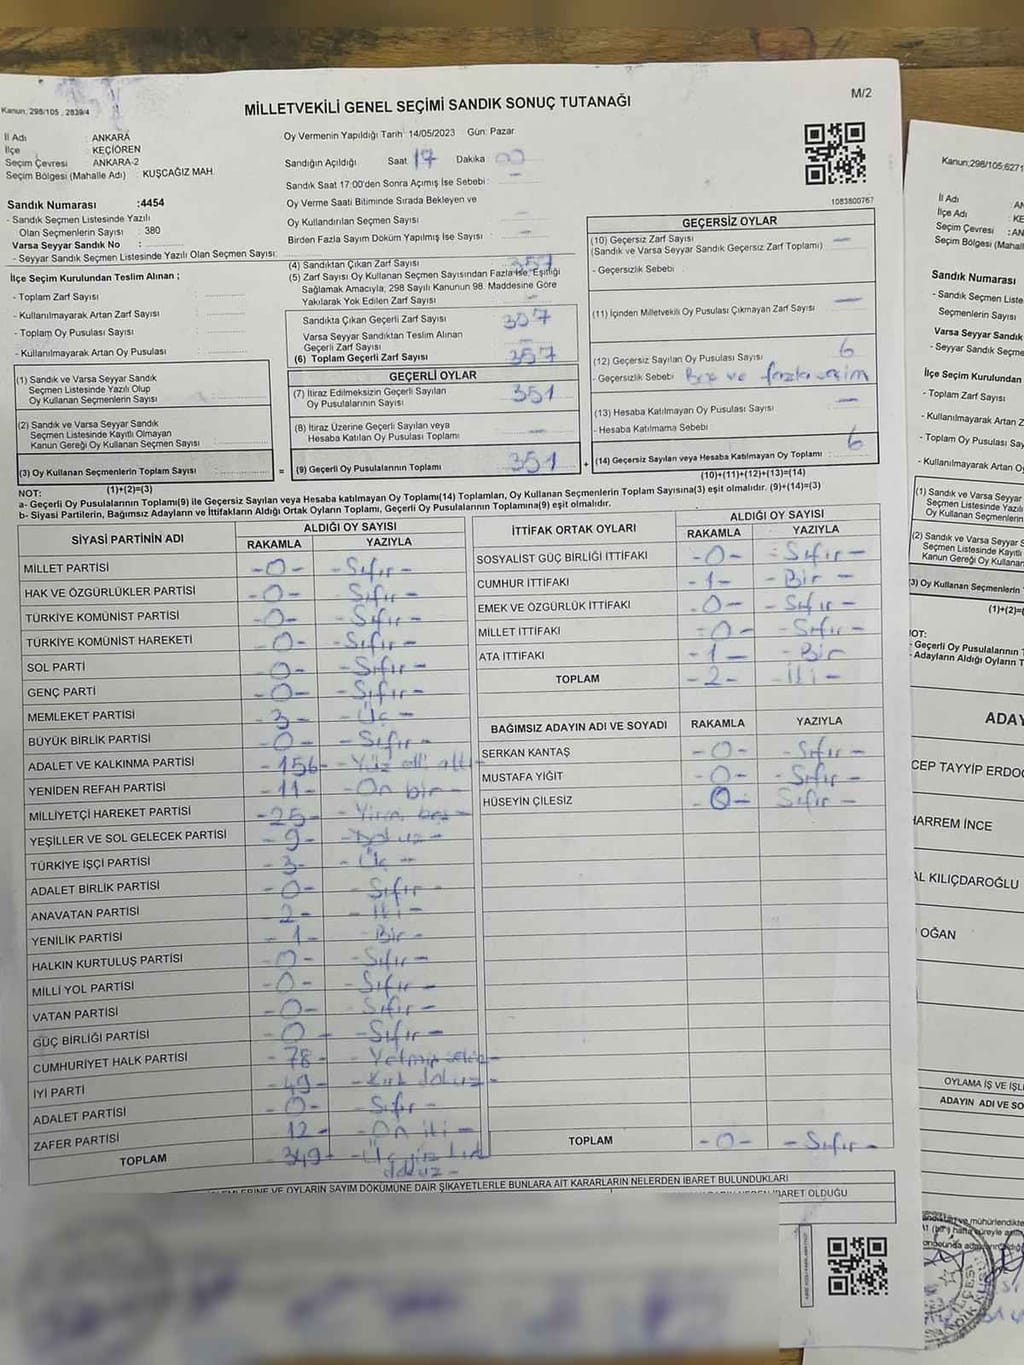 MİLLETVEKİLİ GENEL SEÇİMİ SANDIK SONUÇ TUTANAĞI
M/2
Kanun: 298/105, 2839/4
İl Adı : ANKARA
İlçe : KEÇİÖREN
Seçim Çevresi : ANKARA-2
Seçim Bölgesi (Mahalle Adı) : KUŞCAĞIZ MAH.
Sandık Numarası :4454
- Sandık Seçmen Listesinde Yazılı
Olan Seçmenlerin Sayısı : 380
Varsa Seyyar Sandık No :
- Seyyar Sandık Seçmen Listesinde Yazılı Olan Seçmen Sayısı:
Oy Vermenin Yapıldığı Tarih: 14/05/2023 Gün: Pazar
Sandığın Açıldığı Saat 17 Dakika 00
Sandık Saat 17:00'den Sonra Açımış İse Sebebi : -
Oy Verme Saati Bitiminde Sırada Bekleyen ve
Oy Kullandırılan Seçmen Sayısı : -
Birden Fazla Sayım Döküm Yapılmış İse Sayısı : -
1083800767
İlçe Seçim Kurulundan Teslim Alınan ;
- Toplam Zarf Sayısı :
- Kullanılmayarak Artan Zarf Sayısı :
- Toplam Oy Pusulası Sayısı :
- Kullanılmayarak Artan Oy Pusulası :
(1) Sandık ve Varsa Seyyar Sandık
Seçmen Listesinde Yazılı Olup
Oy Kullanan Seçmenlerin Sayısı :
(2) Sandık ve Varsa Seyyar Sandık
Seçmen Listesinde Kayıtlı Olmayan
Kanun Gereği Oy Kullanan Seçmen Sayısı :
(3) Oy Kullanan Seçmenlerin Toplam Sayısı :
(1)+(2)=(3)
(4) Sandıktan Çıkan Zarf Sayısı : 357
(5) Zarf Sayısı Oy Kullanan Seçmen Sayısından Fazla İse, Eşitliği
Sağlamak Amacıyla, 298 Sayılı Kanunun 98. Maddesine Göre
Yakılarak Yok Edilen Zarf Sayısı : -
Sandıkta Çıkan Geçerli Zarf Sayısı : 357
Varsa Seyyar Sandıktan Teslim Alınan
Geçerli Zarf Sayısı : -
(6) Toplam Geçerli Zarf Sayısı : 357
GEÇERLİ OYLAR
(7) İtiraz Edilmeksizin Geçerli Sayılan
Oy Pusulalarının Sayısı : 351
(8) İtiraz Üzerine Geçerli Sayılan veya
Hesaba Katılan Oy Pusulası Toplamı : -
= (9) Geçerli Oy Pusulalarının Toplamı : 351
GEÇERSİZ OYLAR
(10) Geçersiz Zarf Sayısı : -
(Sandık ve Varsa Seyyar Sandık Geçersiz Zarf Toplamı)
- Geçersizlik Sebebi :
(11) İçinden Milletvekili Oy Pusulası Çıkmayan Zarf Sayısı : -
(12) Geçersiz Sayılan Oy Pusulası Sayısı : 6
- Geçersizlik Sebebi : Boş ve fazla seçim
(13) Hesaba Katılmayan Oy Pusulası Sayısı : -
- Hesaba Katılmama Sebebi :
+ (14) Geçersiz Sayılan veya Hesaba Katılmayan Oy Toplamı : 6
(10)+(11)+(12)+(13)=(14)
NOT:
a- Geçerli Oy Pusulalarının Toplamı(9) ile Geçersiz Sayılan veya Hesaba katılmayan Oy Toplamı(14) Toplamları, Oy Kullanan Seçmenlerin Toplam Sayısına(3) eşit olmalıdır. (9)+(14)=(3)
b- Siyasi Partilerin, Bağımsız Adayların ve İttifakların Aldığı Ortak Oyların Toplamı, Geçerli Oy Pusulalarının Toplamına(9) eşit olmalıdır.
SİYASİ PARTİNİN ADI ALDIĞI OY SAYISI
RAKAMLA YAZIYLA
MİLLET PARTİSİ -0- -Sıfır-
HAK VE ÖZGÜRLÜKLER PARTİSİ -0- -Sıfır-
TÜRKİYE KOMÜNİST PARTİSİ -0- -Sıfır-
TÜRKİYE KOMÜNİST HAREKETİ -0- -Sıfır-
SOL PARTİ -0- -Sıfır-
GENÇ PARTİ -0- -Sıfır-
MEMLEKET PARTİSİ -3- -Üç-
BÜYÜK BİRLİK PARTİSİ -0- -Sıfır-
ADALET VE KALKINMA PARTİSİ -156- -Yüz elli altı-
YENİDEN REFAH PARTİSİ -11- -On bir-
MİLLİYETÇİ HAREKET PARTİSİ -25- -Yirmi beş-
YEŞİLLER VE SOL GELECEK PARTİSİ -9- -Dokuz-
TÜRKİYE İŞÇİ PARTİSİ -3- -Üç-
ADALET BİRLİK PARTİSİ -0- -Sıfır-
ANAVATAN PARTİSİ -2- -İki-
YENİLİK PARTİSİ -1- -Bir-
HALKIN KURTULUŞ PARTİSİ -0- -Sıfır-
MİLLİ YOL PARTİSİ -0- -Sıfır-
VATAN PARTİSİ -0- -Sıfır-
GÜÇ BİRLİĞİ PARTİSİ -0- -Sıfır-
CUMHURİYET HALK PARTİSİ -78- -Yetmiş sekiz-
İYİ PARTİ -49- -Kırk dokuz-
ADALET PARTİSİ -0- -Sıfır-
ZAFER PARTİSİ 12- -On iki-
TOPLAM -349- -Üç yüz kırk
dokuz-
İTTİFAK ORTAK OYLARI ALDIĞI OY SAYISI
RAKAMLA YAZIYLA
SOSYALİST GÜÇ BİRLİĞİ İTTİFAKI -0- -Sıfır-
CUMHUR İTTİFAKI -1- -Bir-
EMEK VE ÖZGÜRLÜK İTTİFAKI -0- -Sıfır-
MİLLET İTTİFAKI -0- -Sıfır-
ATA İTTİFAKI -1- -Bir
TOPLAM -2- -İki-
BAĞIMSIZ ADAYIN ADI VE SOYADI RAKAMLA YAZIYLA
SERKAN KANTAŞ -0- -Sıfır-
MUSTAFA YİĞİT -0- -Sıfır-
HÜSEYİN ÇİLESIZ -0- Sıfır-
TOPLAM -0- -Sıfır-
İŞLEMLERİNE VE OYLARIN SAYIM DÖKÜMÜNE DAİR ŞİKAYETLERLE BUNLARA AİT KARARLARIN NELERDEN İBARET BULUNDUKLARI
İBARET OLDUĞU
Kanun;298/105;6271
İl Adı : AN
İlçe Adı : KE
Seçim Çevresi : AN
Seçim Bölgesi (Mahal
Sandık Numarası
- Sandık Seçmen Liste
Seçmenlerin Sayısı
Varsa Seyyar Sandık
- Seyyar Sandık Seçme
İlçe Seçim Kurulundan
- Toplam Zarf Sayısı
- Kullanılmayarak Artan
- Toplam Oy Pusulası Say
- Kullanılmayarak Artan O
(1) Sandık ve Varsa Seyyar
Seçmen Listesinde Yazılı
Oy Kullanan Seçmenlerin
(2) Sandık ve Varsa Seyyar S
Seçmen Listesinde Kayıtlı
Kanun Gereği Oy Kullanan
3) Oy Kullanan Seçmenlerin
(1)+(2)=(
OT:
- Geçerli Oy Pusulalarının T
- Adayların Aldığı Oyların T
ADAY
CEP TAYYİP ERDO
HARREM İNCE
AL KILIÇDAROĞLU
OĞAN
OYLAMA İŞ VE İŞL
ADAYIN ADI VE SO